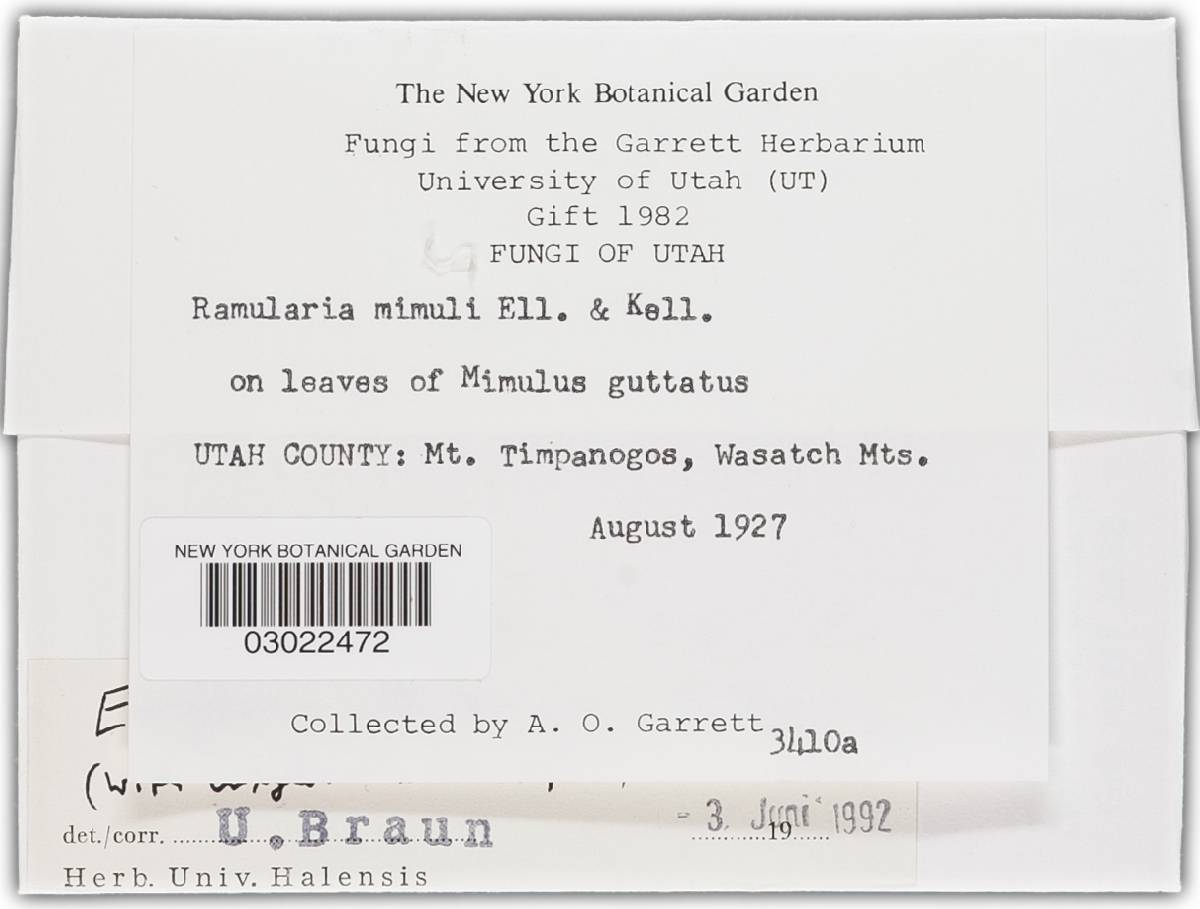 The New York Botanical Garden
Fungi from the Garrett Herbarium
University of Utah (UT)
Gift 1982
FUNGI OF UTAH
Ramularia mimuli Ell. & Kell.
on leaves of Mimulus guttatus
UTAH COUNTY: Mt. Timpanogos, Wasatch Mts.
August 1927
NEW YORK BOTANICAL GARDEN
03022472
Collected by A. O. Garrett 3410a
det./corr. U. Braun - 3. Juni 1992 19
Herb. Univ. Halensis